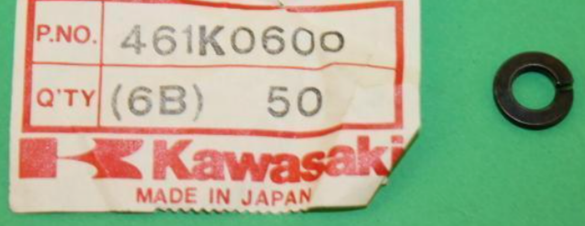 P.NO. 461K0600
Q'TY (6B) 50
Kawasaki
MADE IN JAPAN